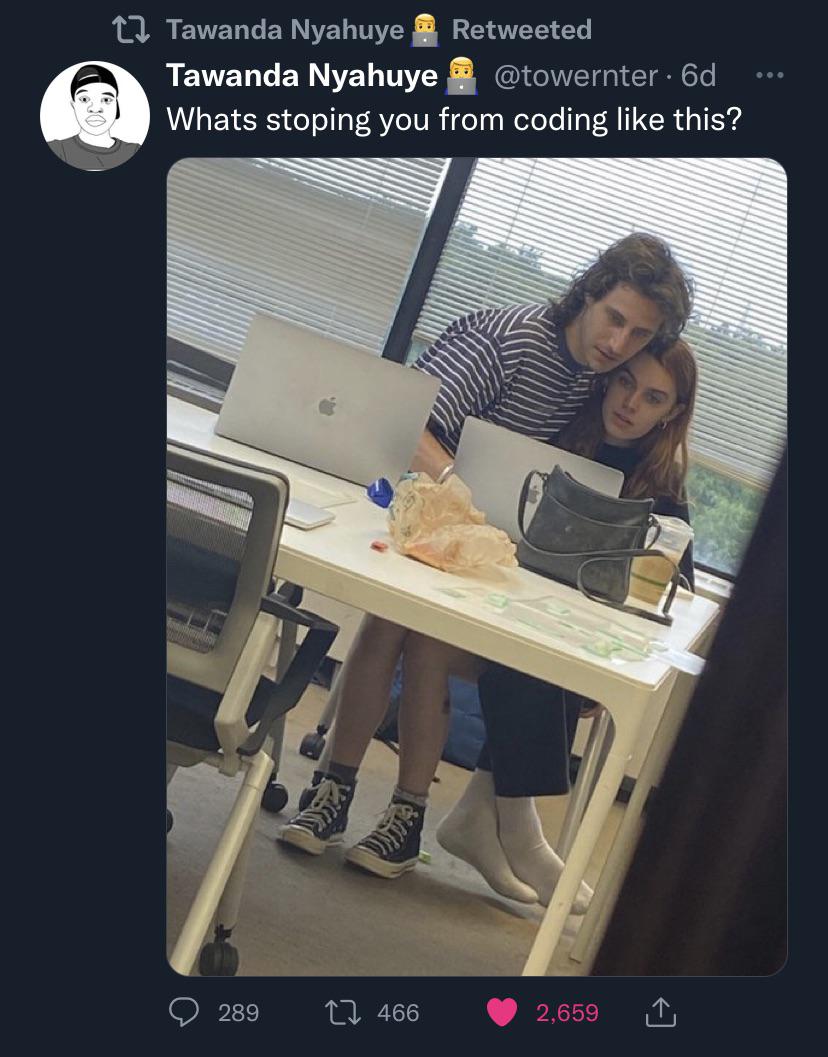 Tawanda Nyahuye👨‍💻 Retweeted
Tawanda Nyahuye👨‍💻 @towernter · 6d
Whats stoping you from coding like this?
289 466 2,659